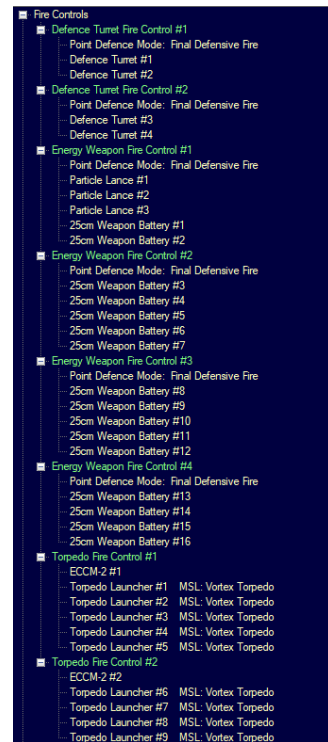 Fire Controls
Defence Turret Fire Control #1
Point Defence Mode: Final Defensive Fire
Defence Turret #1
Defence Turret #2
Defence Turret Fire Control #2
Point Defence Mode: Final Defensive Fire
Defence Turret #3
Defence Turret #4
Energy Weapon Fire Control #1
Point Defence Mode: Final Defensive Fire
Particle Lance #1
Particle Lance #2
Particle Lance #3
25cm Weapon Battery #1
25cm Weapon Battery #2
Energy Weapon Fire Control #2
Point Defence Mode: Final Defensive Fire
25cm Weapon Battery #3
25cm Weapon Battery #4
25cm Weapon Battery #5
25cm Weapon Battery #6
25cm Weapon Battery #7
Energy Weapon Fire Control #3
Point Defence Mode: Final Defensive Fire
25cm Weapon Battery #8
25cm Weapon Battery #9
25cm Weapon Battery #10
25cm Weapon Battery #11
25cm Weapon Battery #12
Energy Weapon Fire Control #4
Point Defence Mode: Final Defensive Fire
25cm Weapon Battery #13
25cm Weapon Battery #14
25cm Weapon Battery #15
25cm Weapon Battery #16
Torpedo Fire Control #1
ECCM-2 #1
Torpedo Launcher #1 MSL: Vortex Torpedo
Torpedo Launcher #2 MSL: Vortex Torpedo
Torpedo Launcher #3 MSL: Vortex Torpedo
Torpedo Launcher #4 MSL: Vortex Torpedo
Torpedo Launcher #5 MSL: Vortex Torpedo
Torpedo Fire Control #2
ECCM-2 #2
Torpedo Launcher #6 MSL: Vortex Torpedo
Torpedo Launcher #7 MSL: Vortex Torpedo
Torpedo Launcher #8 MSL: Vortex Torpedo
Torpedo Launcher #9 MSL: Vortex Torpedo